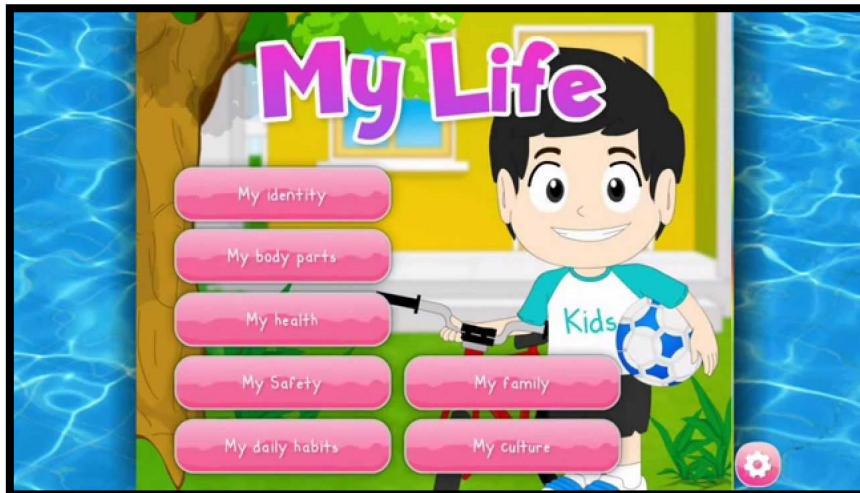 My Life
My identity
My body parts
My health
My Safety
My family
My daily habits
My culture
Kids